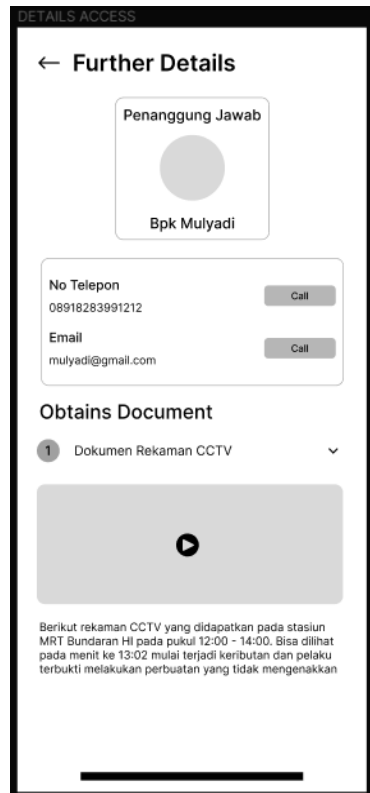 DETAILS ACCESS
← Further Details
Penanggung Jawab
Bpk Mulyadi
No Telepon
08918283991212
Call
Email
mulyadi@gmail.com
Call
Obtains Document
1 Dokumen Rekaman CCTV
Berikut rekaman CCTV yang didapatkan pada stasiun
MRT Bundaran HI pada pukul 12:00 - 14:00. Bisa dilihat
pada menit ke 13:02 mulai terjadi keributan dan pelaku
terbukti melakukan perbuatan yang tidak mengenakkan